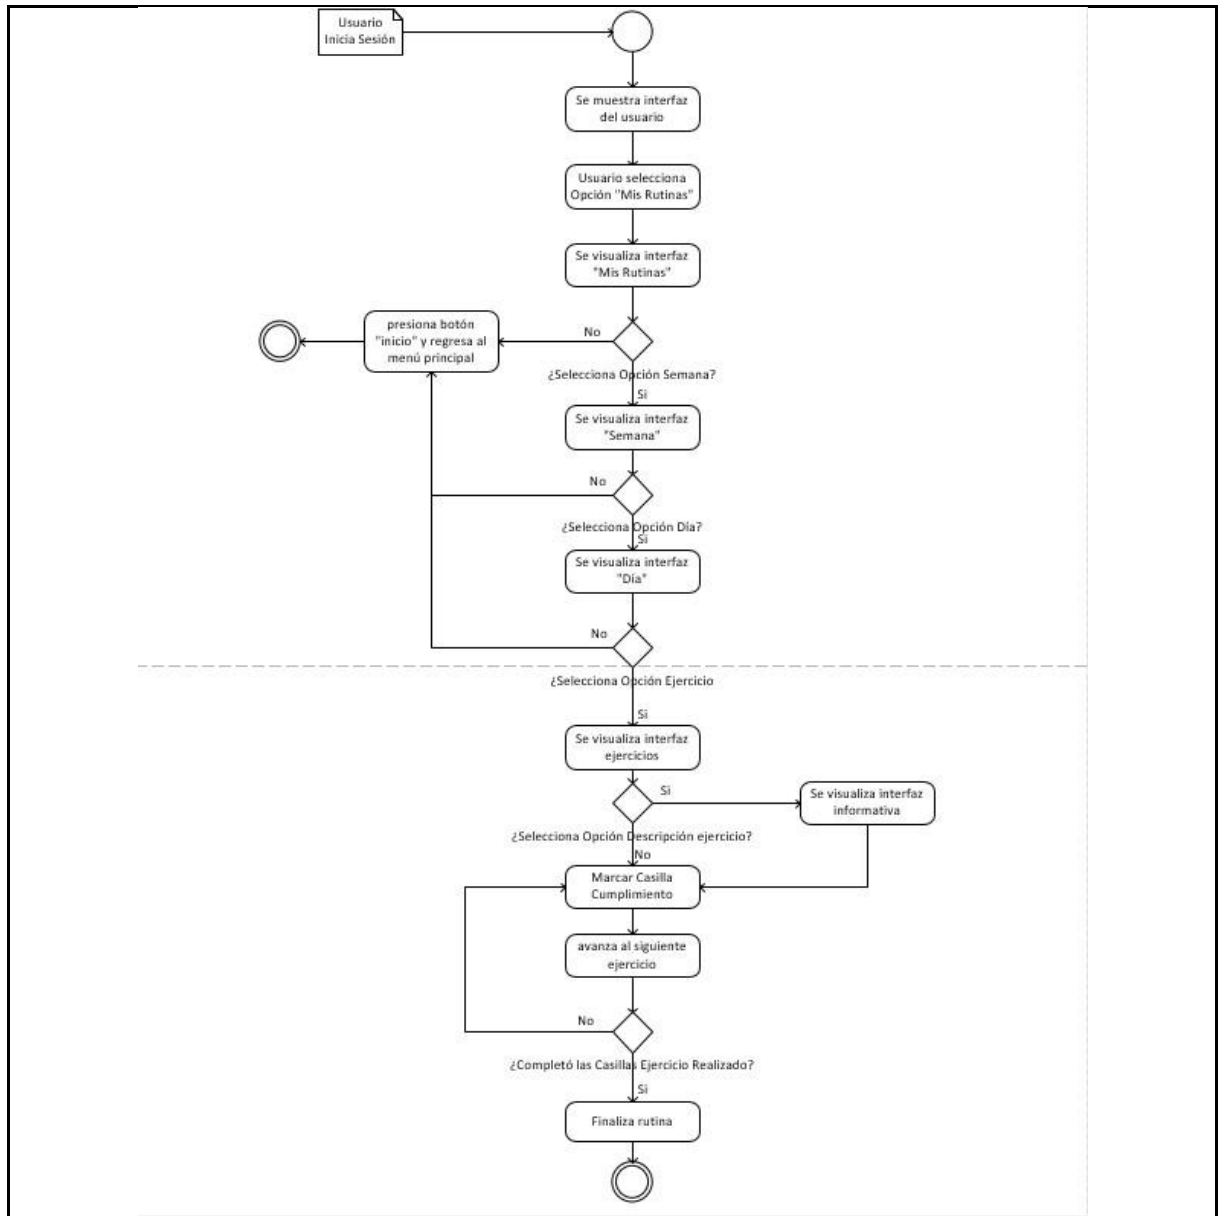 Usuario
Inicia Sesión
Se muestra interfaz
del usuario
Usuario selecciona
Opción "Mis Rutinas"
Se visualiza interfaz
"Mis Rutinas"
No
presiona botón
"inicio" y regresa al
menú principal
¿Selecciona Opción Semana?
Si
Se visualiza interfaz
"Semana"
No
¿Selecciona Opción Día?
Si
Se visualiza interfaz
"Día"
No
¿Selecciona Opción Ejercicio
Si
Se visualiza interfaz
ejercicios
Si
Se visualiza interfaz
informativa
¿Selecciona Opción Descripción ejercicio?
No
Marcar Casilla
Cumplimiento
avanza al siguiente
ejercicio
No
¿Completó las Casillas Ejercicio Realizado?
Si
Finaliza rutina